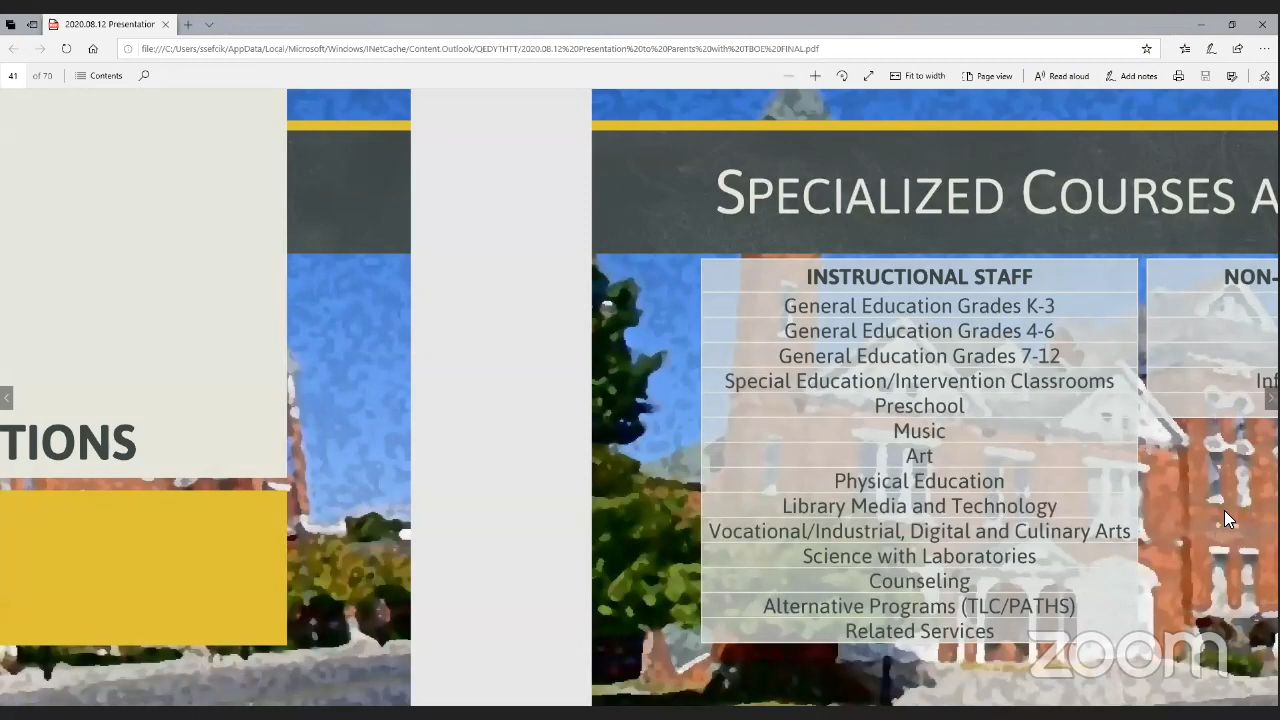 2020.08.12 Presentation
file:///C:/Users/ssefcik/AppData/Local/Microsoft/Windows/INetCache/Content.Outlook/QEDYTHTT/2020.08.12%20Presentation%20to%20Parents%20with%20TBOE%20FINAL.pdf
41 of 70 Contents Fit to width Page view Read aloud Add notes
SPECIALIZED COURSES A
INSTRUCTIONAL STAFF
General Education Grades K-3
General Education Grades 4-6
General Education Grades 7-12
Special Education/Intervention Classrooms
Preschool
Music
Art
Physical Education
Library Media and Technology
Vocational/Industrial, Digital and Culinary Arts
Science with Laboratories
Counseling
Alternative Programs (TLC/PATHS)
Related Services
NON-
Inf
TIONS
zoom